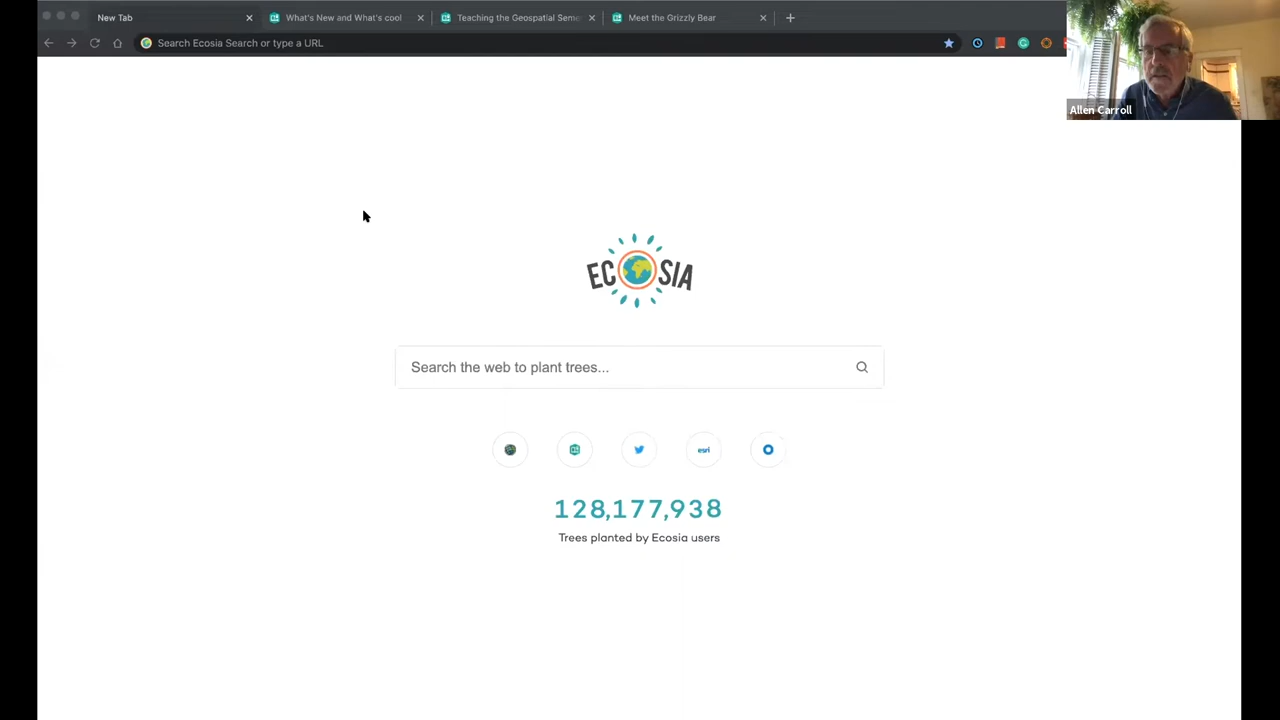 New Tab
What's New and What's cool
Teaching the Geospatial Seme
Meet the Grizzly Bear
Search Ecosia Search or type a URL
Allen Carroll
ECOSIA
Search the web to plant trees...
esri
128,177,938
Trees planted by Ecosia users